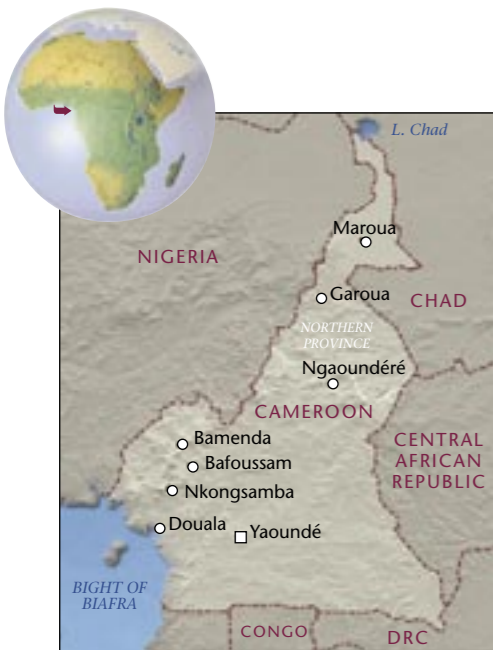 L. Chad
Maroua
NIGERIA
Garoua
CHAD
NORTHERN
PROVINCE
Ngaoundéré
CAMEROON
Bamenda
CENTRAL
AFRICAN
REPUBLIC
Bafoussam
Nkongsamba
Douala
Yaoundé
BIGHT OF
BIAFRA
CONGO
DRC